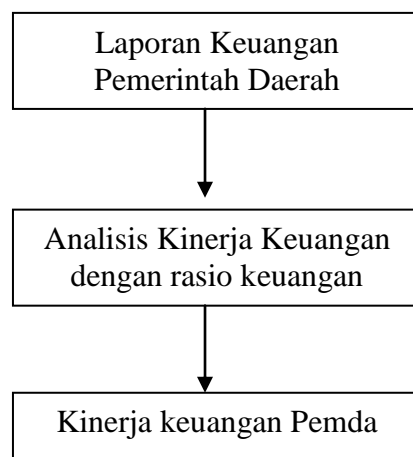 Laporan Keuangan
Pemerintah Daerah
Analisis Kinerja Keuangan
dengan rasio keuangan
Kinerja keuangan Pemda